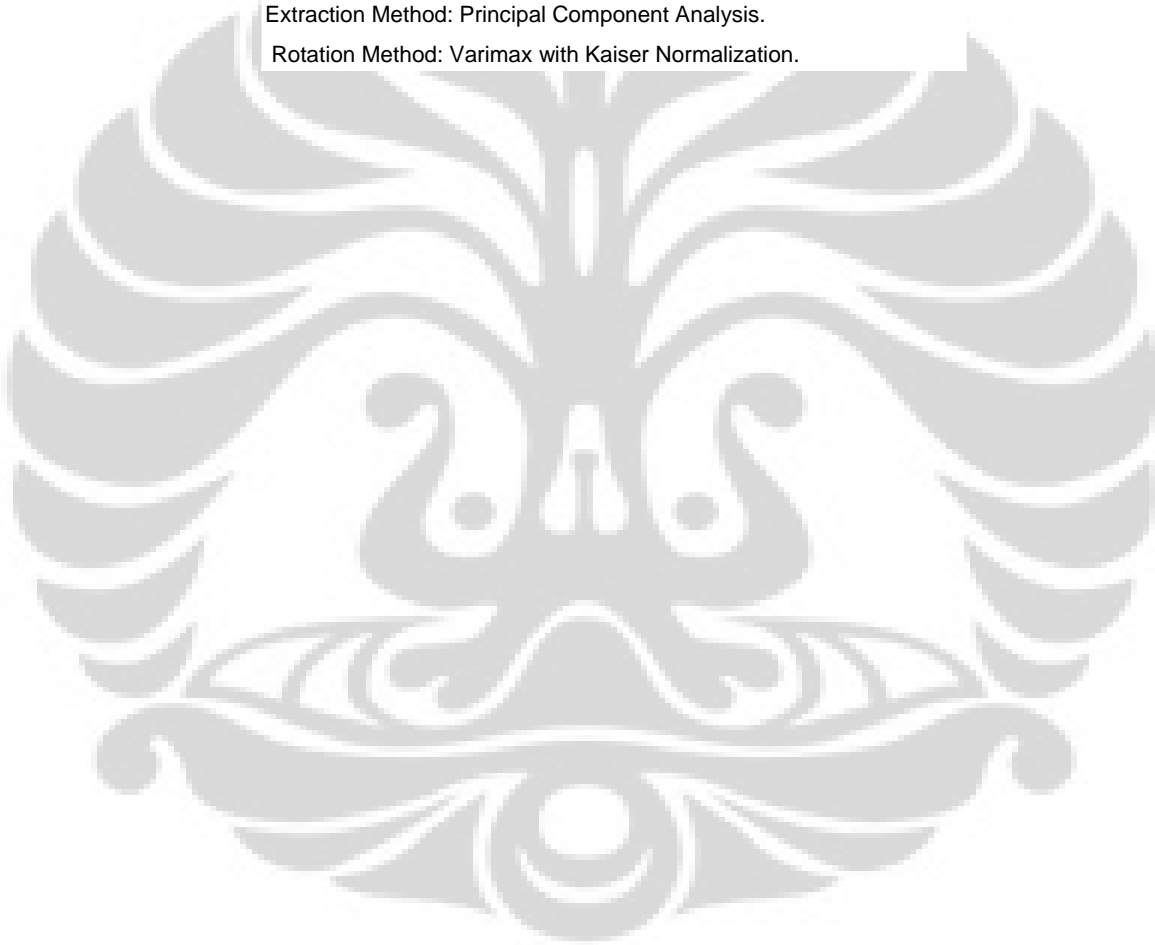 Extraction Method: Principal Component Analysis.
Rotation Method: Varimax with Kaiser Normalization.